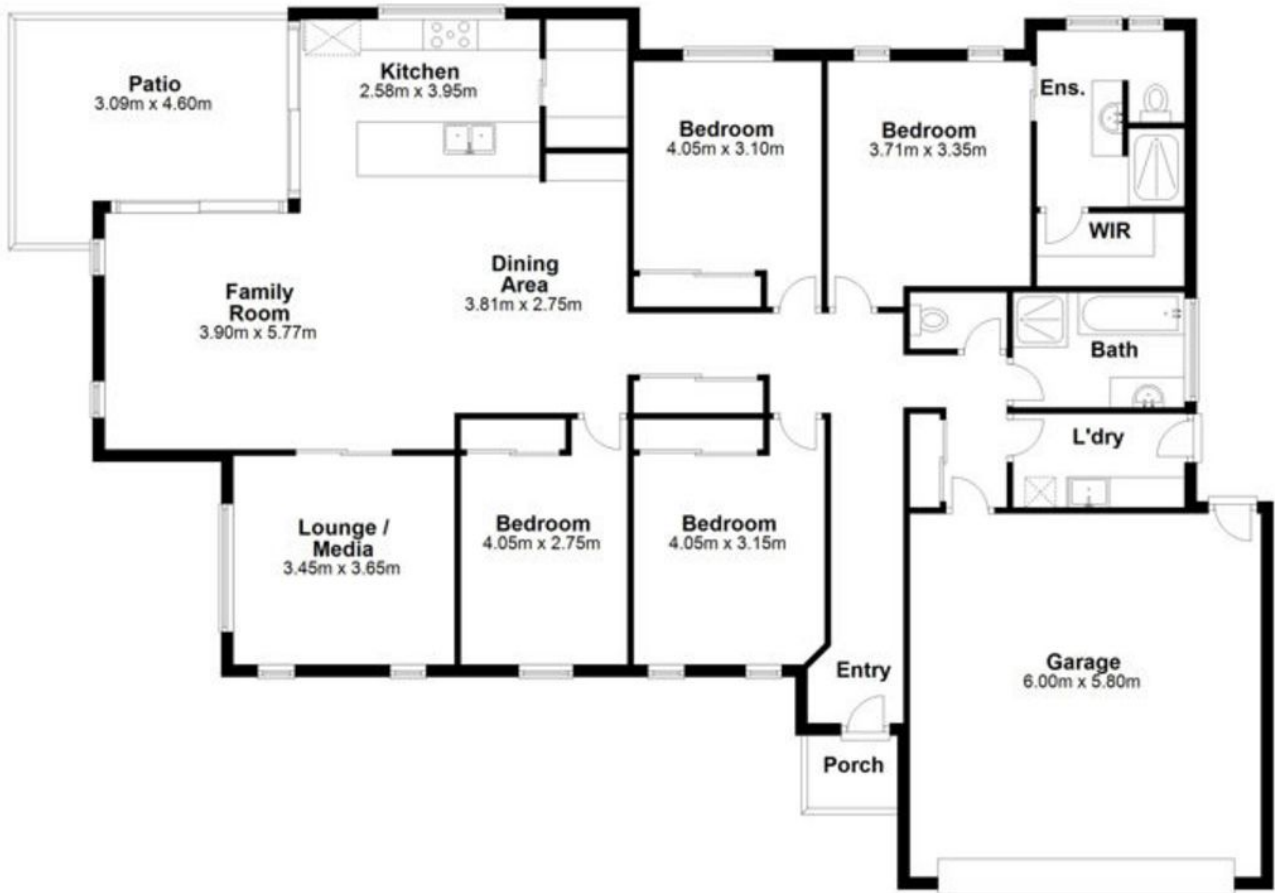 Patio
3.09m x 4.60m
Kitchen
2.58m x 3.95m
Bedroom
4.05m x 3.10m
Bedroom
3.71m x 3.35m
Ens.
WIR
Family
Room
3.90m x 5.77m
Dining
Area
3.81m x 2.75m
Bath
L'dry
Lounge /
Media
3.45m x 3.65m
Bedroom
4.05m x 2.75m
Bedroom
4.05m x 3.15m
Entry
Garage
6.00m x 5.80m
Porch